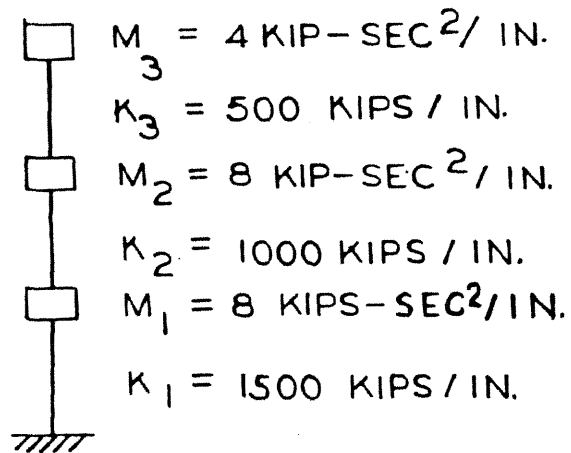 M₃ = 4 KIP-SEC²/ IN.
K₃ = 500 KIPS / IN.
M₂ = 8 KIP-SEC²/ IN.
K₂ = 1000 KIPS / IN.
M₁ = 8 KIPS-SEC²/IN.
K₁ = 1500 KIPS / IN.